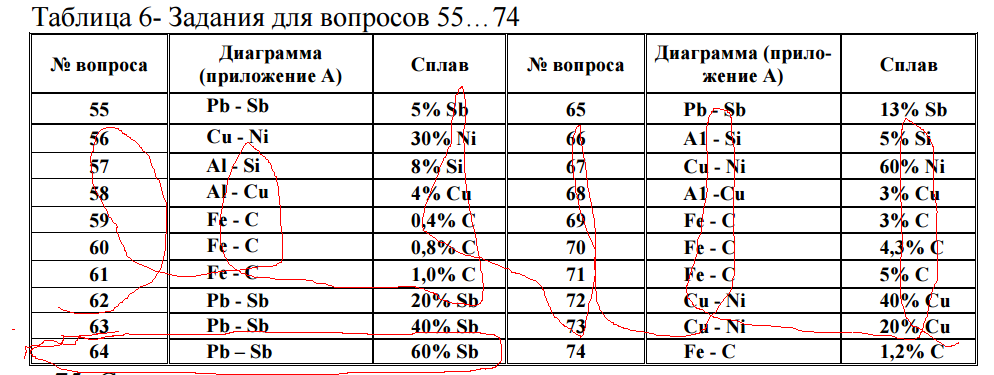 Таблица 6- Задания для вопросов 55…74
№ вопроса Диаграмма (приложение А) Сплав № вопроса Диаграмма (прило-жение А) Сплав
55 Pb - Sb 5% Sb 65 Pb - Sb 13% Sb
56 Cu - Ni 30% Ni 66 A1 - Si 5% Si
57 Al - Si 8% Si 67 Cu - Ni 60% Ni
58 Al - Cu 4% Cu 68 A1 -Cu 3% Cu
59 Fe - C 0,4% C 69 Fe - C 3% C
60 Fe - C 0,8% C 70 Fe - C 4,3% C
61 Fe - C 1,0% C 71 Fe - C 5% C
62 Pb - Sb 20% Sb 72 Cu - Ni 40% Cu
63 Pb - Sb 40% Sb 73 Cu - Ni 20% Cu
64 Pb – Sb 60% Sb 74 Fe - C 1,2% C